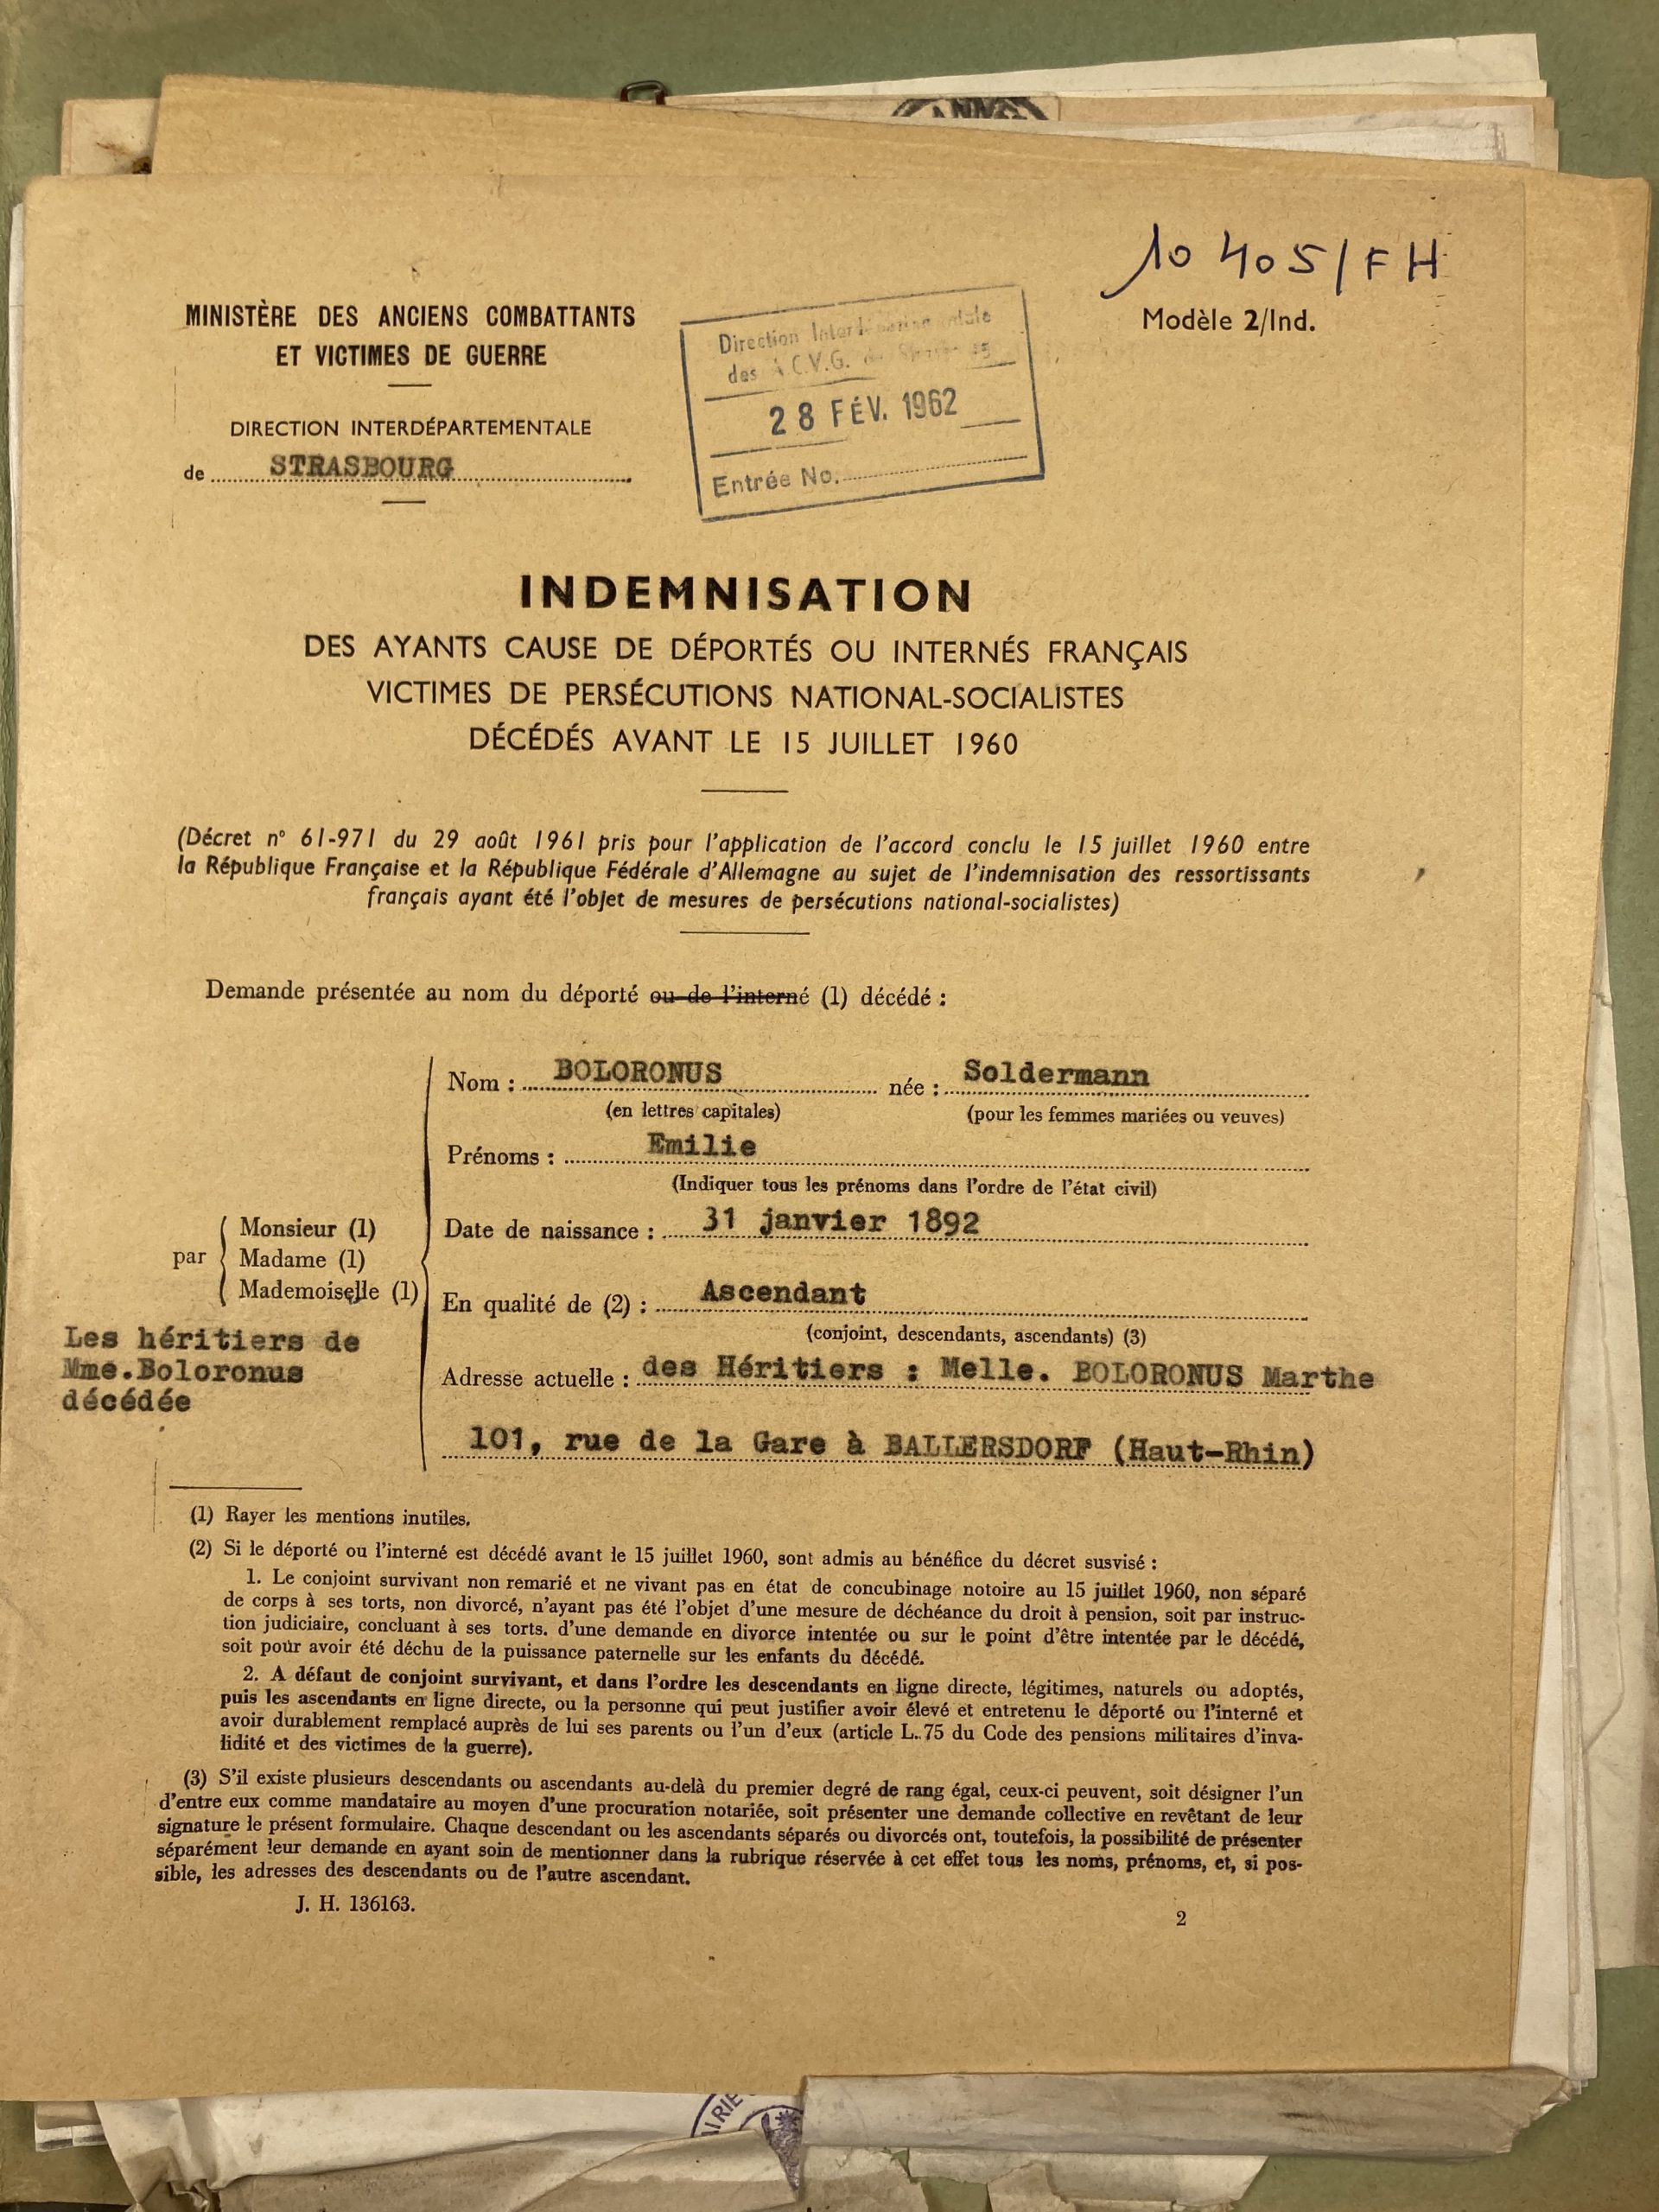 10 405/FH
Modèle 2/Ind.
MINISTÈRE DES ANCIENS COMBATTANTS
ET VICTIMES DE GUERRE
DIRECTION INTERDÉPARTEMENTALE
de STRASBOURG
Direction
des A.C.V.G.
28 FÉV. 1962
Entrée No.
INDEMNISATION
DES AYANTS CAUSE DE DÉPORTÉS OU INTERNÉS FRANÇAIS
VICTIMES DE PERSÉCUTIONS NATIONAL-SOCIALISTES
DÉCÉDÉS AVANT LE 15 JUILLET 1960
(Décret n° 61-971 du 29 août 1961 pris pour l'application de l'accord conclu le 15 juillet 1960 entre
la République Française et la République Fédérale d'Allemagne au sujet de l'indemnisation des ressortissants
français ayant été l'objet de mesures de persécutions national-socialistes)
Demande présentée au nom du déporté ou de l'interné (1) décédé :
Nom : BOLORONUS née : Soldermann
(en lettres capitales) (pour les femmes mariées ou veuves)
Prénoms : Emilie
(Indiquer tous les prénoms dans l'ordre de l'état civil)
par
Monsieur (1)
Madame (1)
Mademoiselle (1)
Les héritiers de
Mme.Boloronus
décédée
Date de naissance : 31 janvier 1892
En qualité de (2) : Ascendant
(conjoint, descendants, ascendants) (3)
Adresse actuelle : des Héritiers : Melle. BOLORONUS Marthe
101, rue de la Gare à BALLERSDORF (Haut-Rhin)
(1) Rayer les mentions inutiles.
(2) Si le déporté ou l'interné est décédé avant le 15 juillet 1960, sont admis au bénéfice du décret susvisé :
1. Le conjoint survivant non remarié et ne vivant pas en état de concubinage notoire au 15 juillet 1960, non séparé
de corps à ses torts, non divorcé, n'ayant pas été l'objet d'une mesure de déchéance du droit à pension, soit par instruc-
tion judiciaire, concluant à ses torts. d'une demande en divorce intentée ou sur le point d'être intentée par le décédé,
soit pour avoir été déchu de la puissance paternelle sur les enfants du décédé.
2. A défaut de conjoint survivant, et dans l'ordre les descendants en ligne directe, légitimes, naturels ou adoptés,
puis les ascendants en ligne directe, ou la personne qui peut justifier avoir élevé et entretenu le déporté ou l'interné et
avoir durablement remplacé auprès de lui ses parents ou l'un d'eux (article L. 75 du Code des pensions militaires d'inva-
lidité et des victimes de la guerre).
(3) S'il existe plusieurs descendants ou ascendants au-delà du premier degré de rang égal, ceux-ci peuvent, soit désigner l'un
d'entre eux comme mandataire au moyen d'une procuration notariée, soit présenter une demande collective en revêtant de leur
signature le présent formulaire. Chaque descendant ou les ascendants séparés ou divorcés ont, toutefois, la possibilité de présenter
séparément leur demande en ayant soin de mentionner dans la rubrique réservée à cet effet tous les noms, prénoms, et, si pos-
sible, les adresses des descendants ou de l'autre ascendant.
J. H. 136163.
2